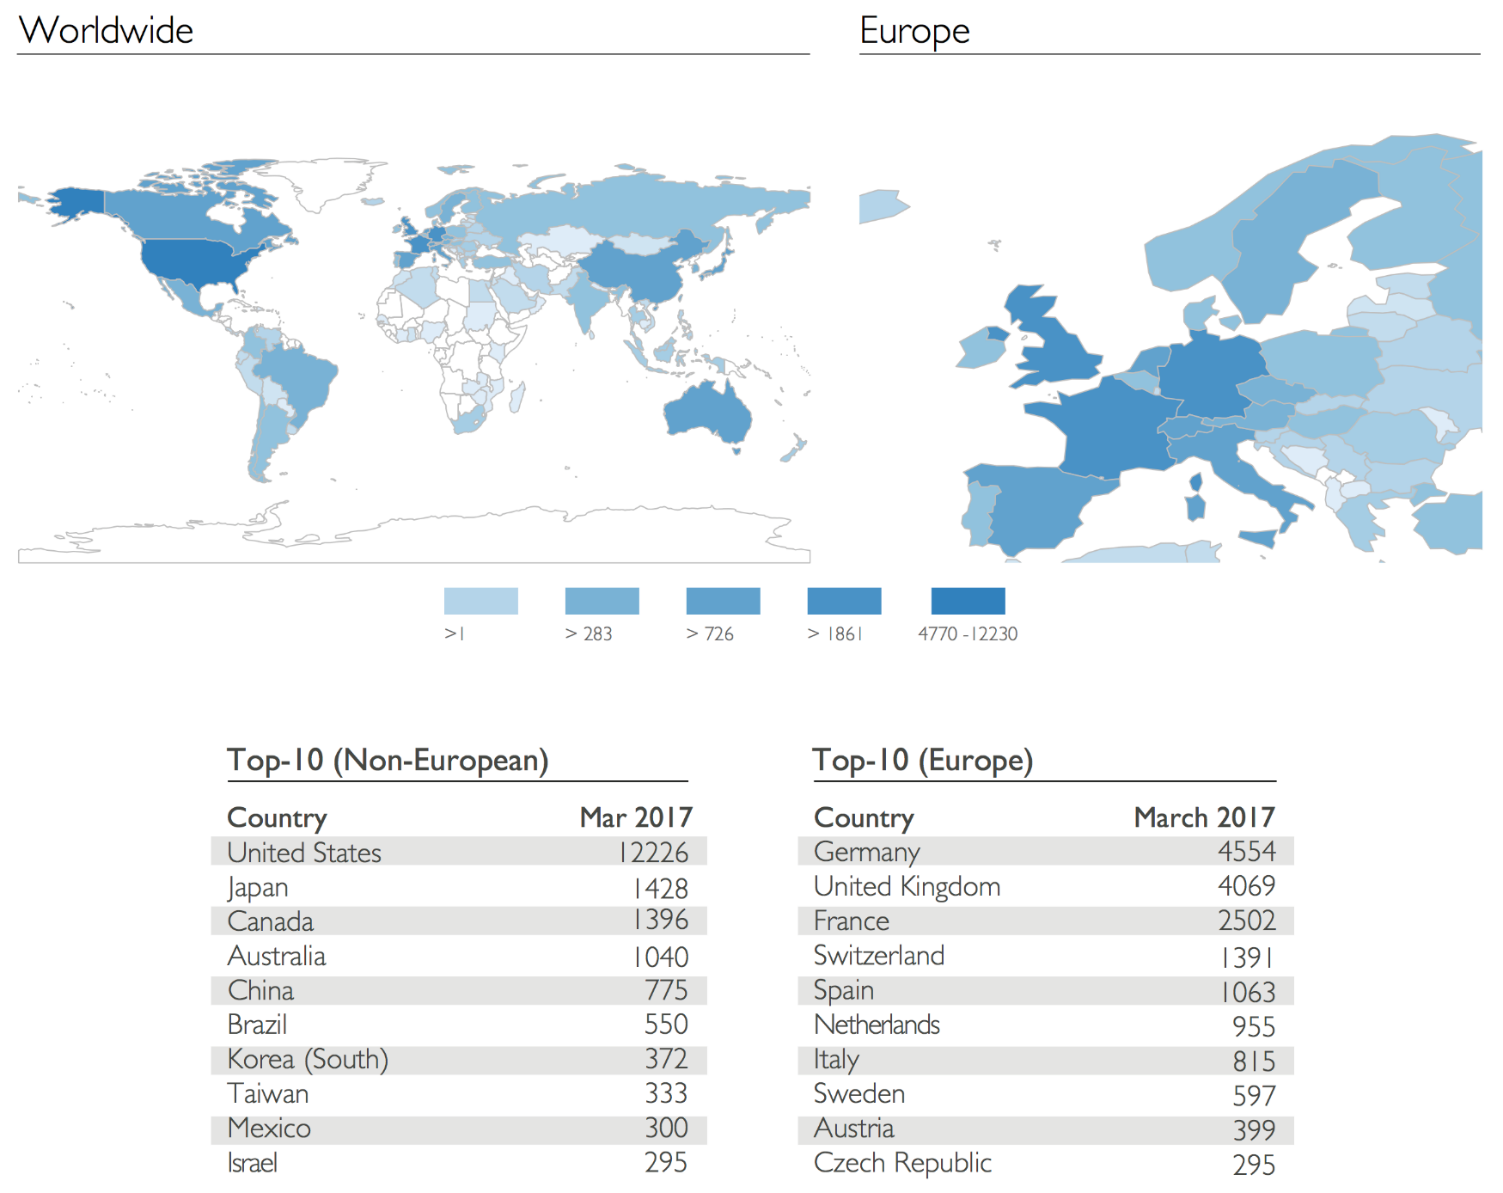 Worldwide
Europe
>1
> 283
> 726
> 1861
4770 -12230
Top-10 (Non-European)
Country Mar 2017
United States 12226
Japan 1428
Canada 1396
Australia 1040
China 775
Brazil 550
Korea (South) 372
Taiwan 333
Mexico 300
Israel 295
Top-10 (Europe)
Country March 2017
Germany 4554
United Kingdom 4069
France 2502
Switzerland 1391
Spain 1063
Netherlands 955
Italy 815
Sweden 597
Austria 399
Czech Republic 295